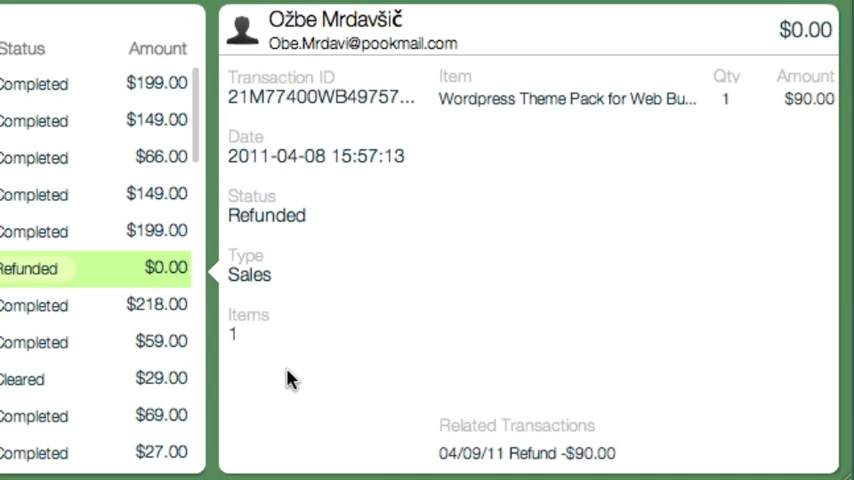 Status Amount
Completed $199.00
Completed $149.00
Completed $66.00
Completed $149.00
Completed $199.00
Refunded $0.00
Completed $218.00
Completed $59.00
Cleared $29.00
Completed $69.00
Completed $27.00
Ožbe Mrdavšič $0.00
Obe.Mrdavi@pookmail.com
Transaction ID
21M77400WB49757...
Date
2011-04-08 15:57:13
Status
Refunded
Type
Sales
Items
1
Item Qty Amount
Wordpress Theme Pack for Web Bu... 1 $90.00
Related Transactions
04/09/11 Refund -$90.00